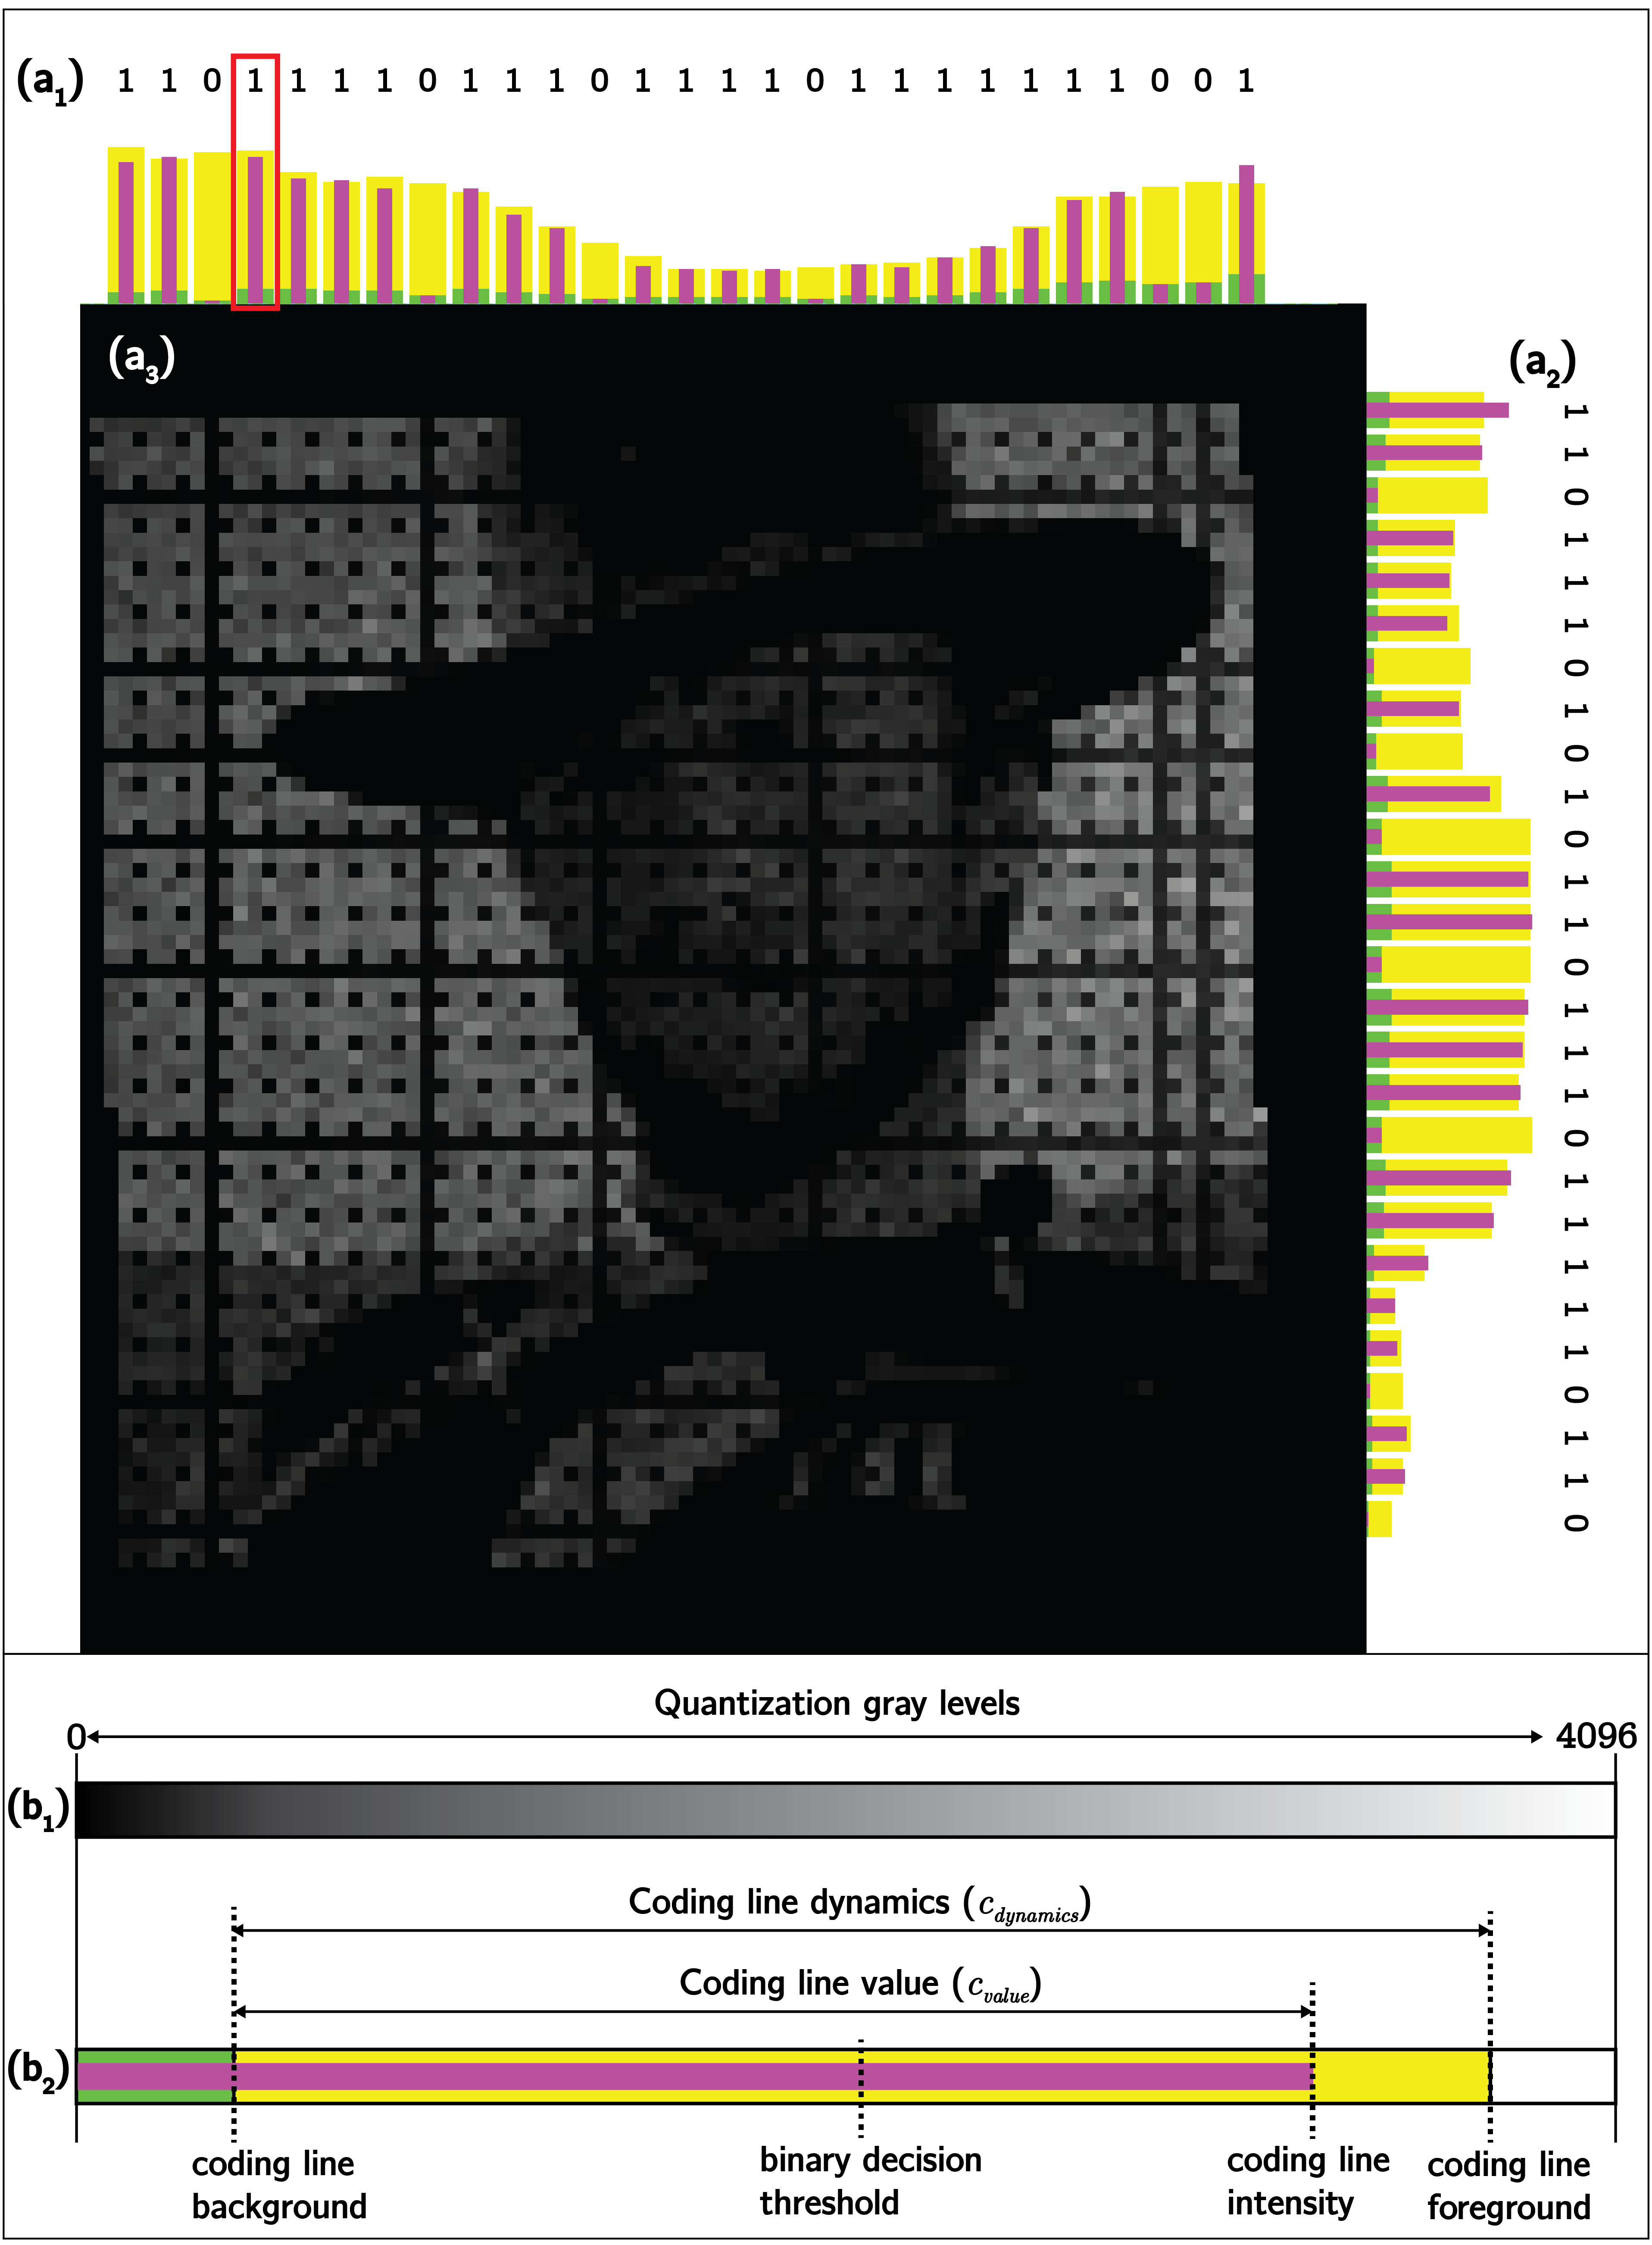 (a₁) 1 1 0 1 1 1 1 0 1 1 1 0 1 1 1 1 0 1 1 1 1 1 1 1 0 0 1
(a₃)
(a₂)
1
1
0
1
1
1
0
1
0
1
0
1
1
0
1
1
1
0
1
1
1
1
1
0
1
1
0
Quantization gray levels
0 4096
(b₁)
Coding line dynamics (c_dynamics)
Coding line value (c_value)
(b₂)
coding line background
binary decision threshold
coding line intensity
coding line foreground